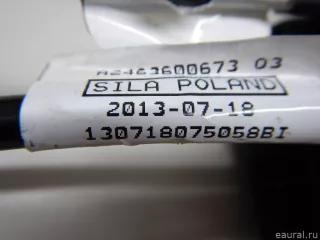 A2463600673 03
SILA POLAND
2013-07-18
130718075058BI
eaural.ru